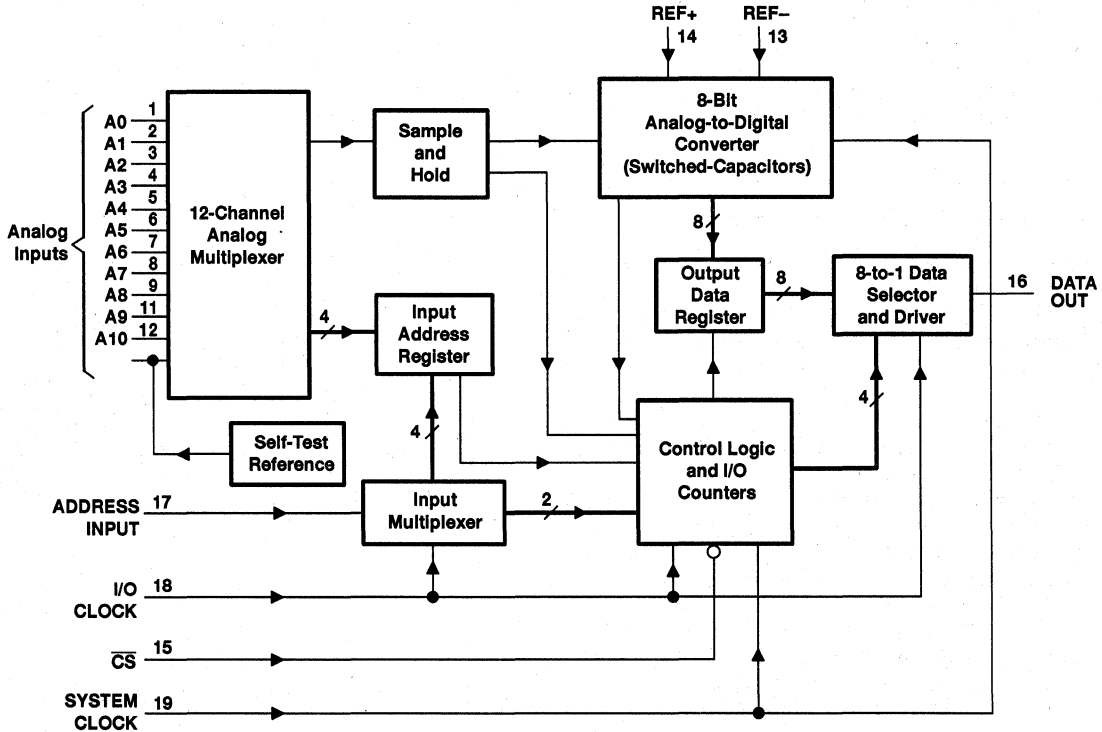 REF+
14
REF–
13
8-Bit
Analog-to-Digital
Converter
(Switched-Capacitors)
Sample
and
Hold
12-Channel
Analog
Multiplexer
Analog
Inputs
A0 1
A1 2
A2 3
A3 4
A4 5
A5 6
A6 7
A7 8
A8 9
A9 11
A10 12
8
Output
Data
Register
8
8-to-1 Data
Selector
and Driver
16
DATA
OUT
4
Input
Address
Register
4
4
Self-Test
Reference
Control Logic
and I/O
Counters
ADDRESS
INPUT
17
Input
Multiplexer
2
I/O
CLOCK
18
CS
15
SYSTEM
CLOCK
19